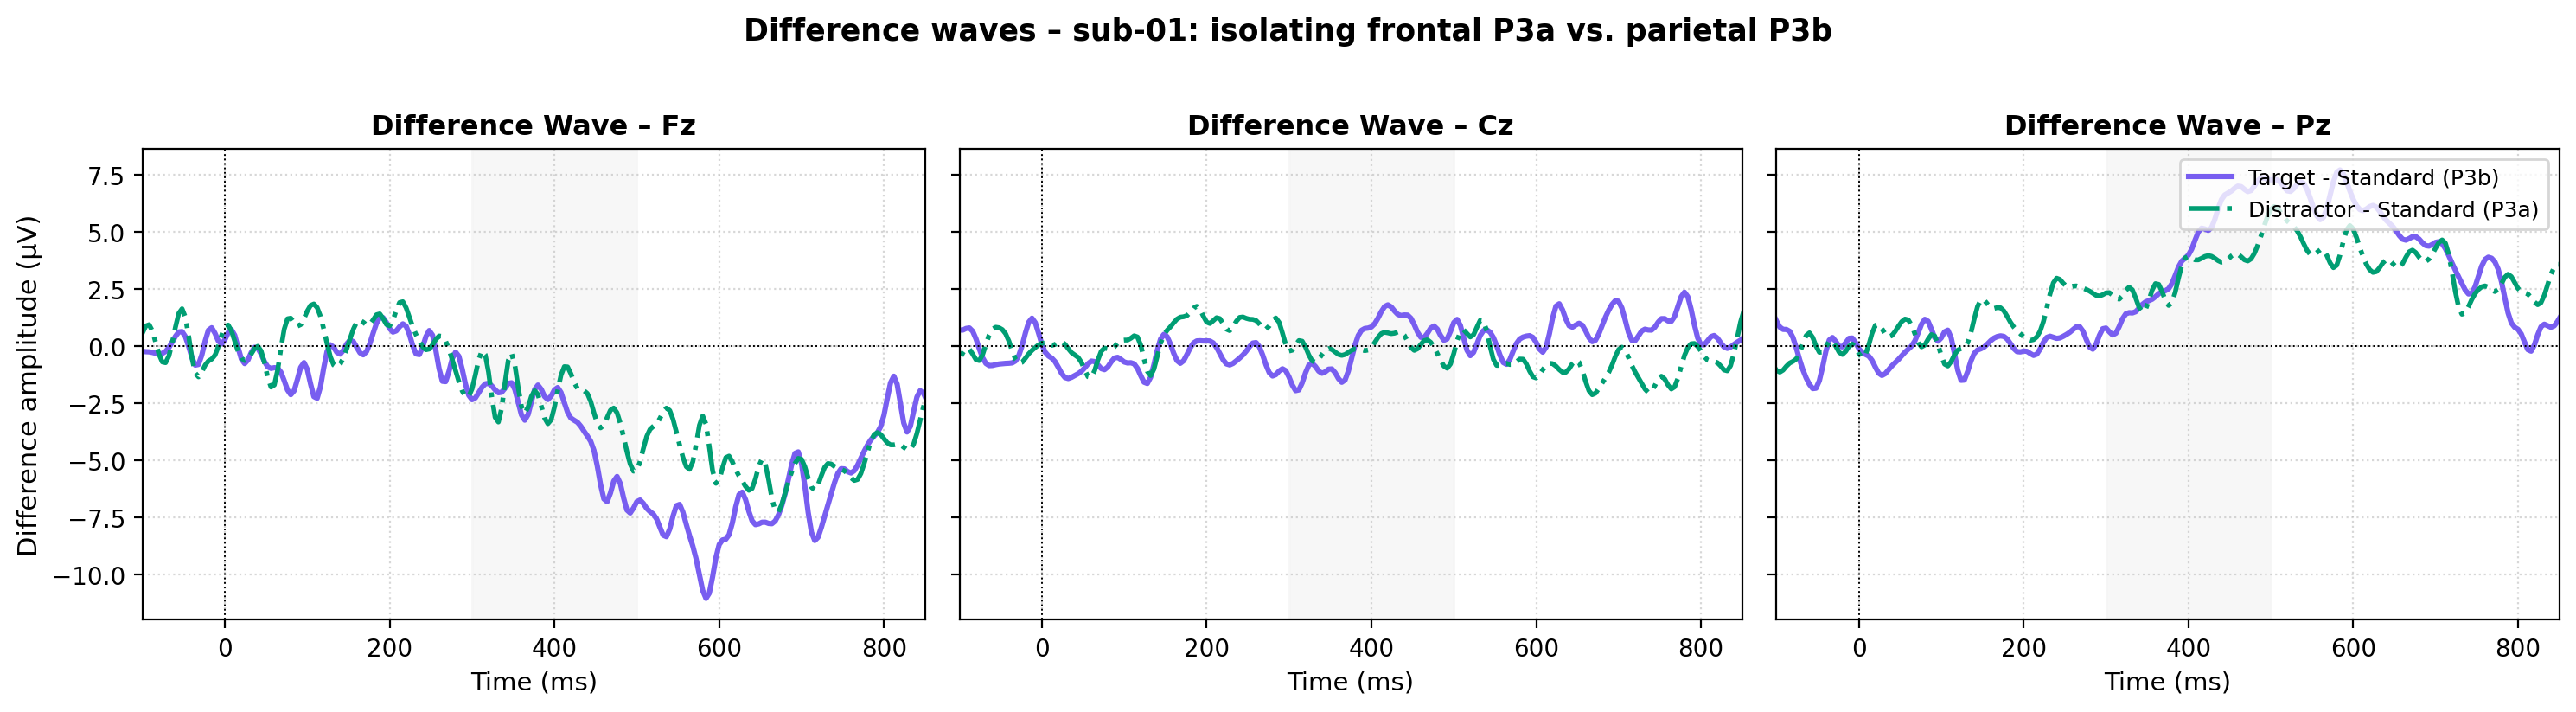 Difference waves – sub-01: isolating frontal P3a vs. parietal P3b
Difference Wave – Fz
Difference Wave – Cz
Difference Wave – Pz
Difference amplitude (µV)
7.5
5.0
2.5
0.0
−2.5
−5.0
−7.5
−10.0
Target - Standard (P3b)
Distractor - Standard (P3a)
0 200 400 600 800
0 200 400 600 800
0 200 400 600 800
Time (ms)
Time (ms)
Time (ms)